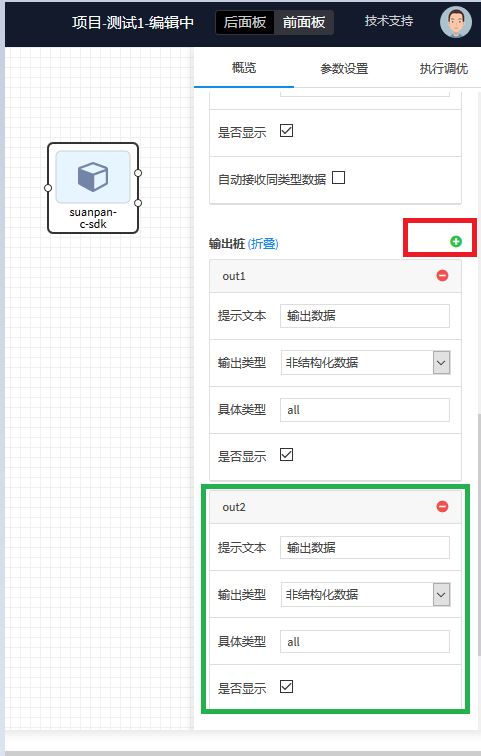 项目-测试1-编辑中 后面板 前面板 技术支持
概览 参数设置 执行调优
是否显示
自动接收同类型数据
suanpan-
c-sdk
输出桩 (折叠)
out1
提示文本 输出数据
输出类型 非结构化数据
具体类型 all
是否显示
out2
提示文本 输出数据
输出类型 非结构化数据
具体类型 all
是否显示